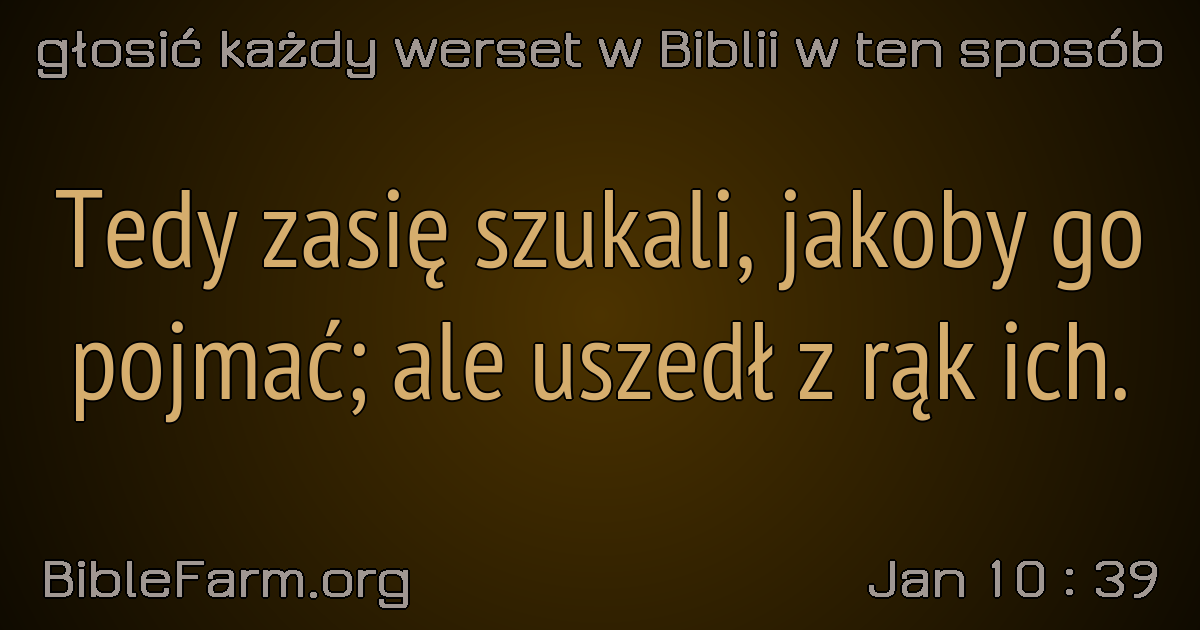 głosić każdy werset w Biblii w ten sposób
Tedy zasię szukali, jakoby go
pojmać; ale uszedł z rąk ich.
BibleFarm.org
Jan 10 : 39